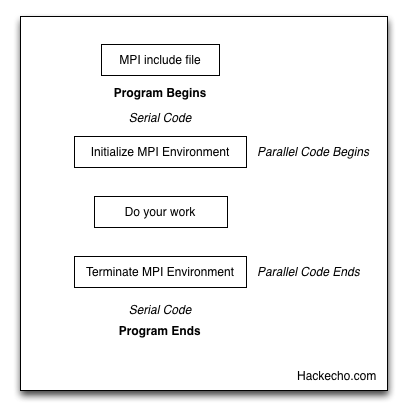 MPI include file
Program Begins
Serial Code
Initialize MPI Environment
Parallel Code Begins
Do your work
Terminate MPI Environment
Parallel Code Ends
Serial Code
Program Ends
Hackecho.com